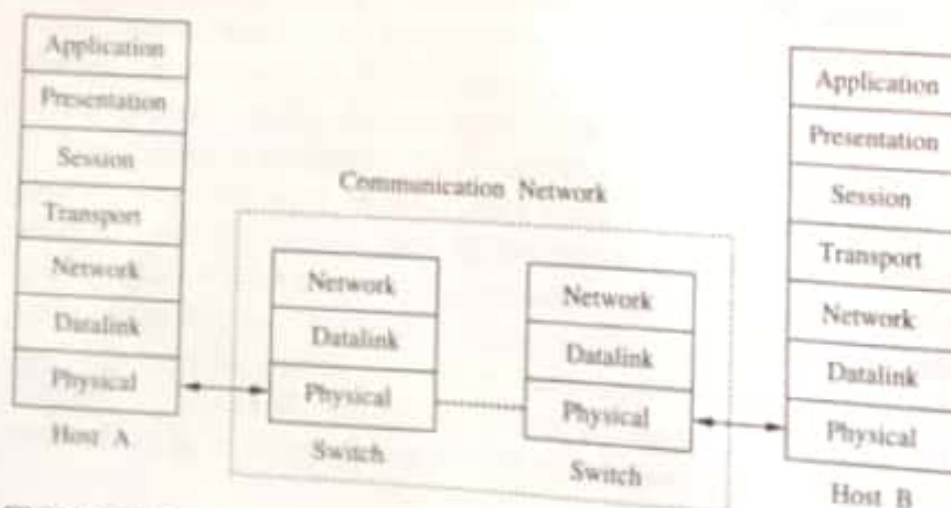 Application
Presentation
Session
Transport
Network
Datalink
Physical
Host A
Communication Network
Network
Datalink
Physical
Switch
Network
Datalink
Physical
Switch
Application
Presentation
Session
Transport
Network
Datalink
Physical
Host B